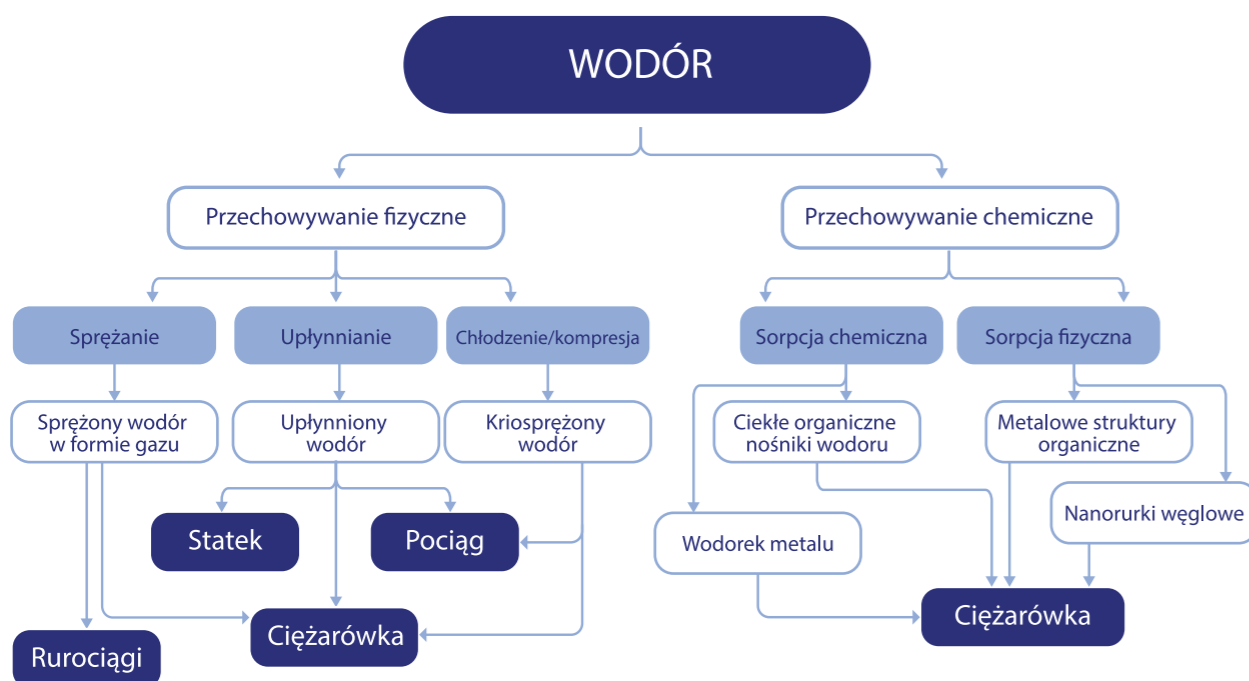 WODÓR
Przechowywanie fizyczne
Przechowywanie chemiczne
Sprężanie
Upłynnianie
Chłodzenie/kompresja
Sorpcja chemiczna
Sorpcja fizyczna
Sprężony wodór
w formie gazu
Upłynniony
wodór
Kriosprężony
wodór
Ciekłe organiczne
nośniki wodoru
Metalowe struktury
organiczne
Statek
Pociąg
Wodorek metalu
Nanorurki węglowe
Rurociągi
Ciężarówka
Ciężarówka